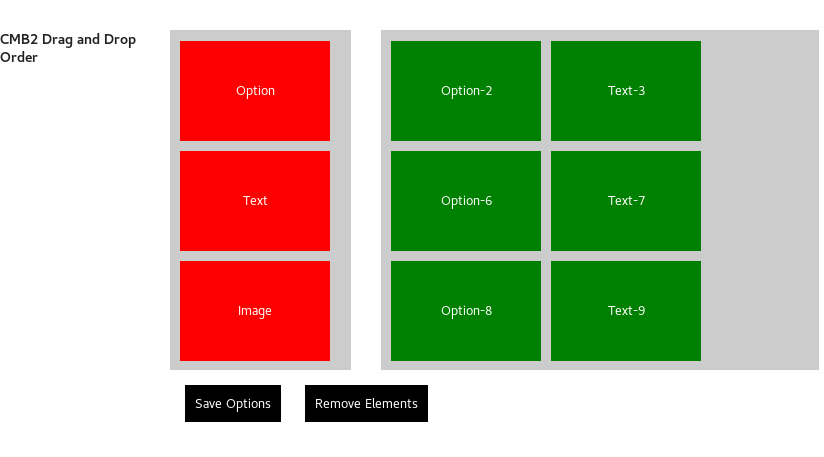 CMB2 Drag and Drop
Order
Option
Text
Image
Option-2
Text-3
Option-6
Text-7
Option-8
Text-9
Save Options
Remove Elements